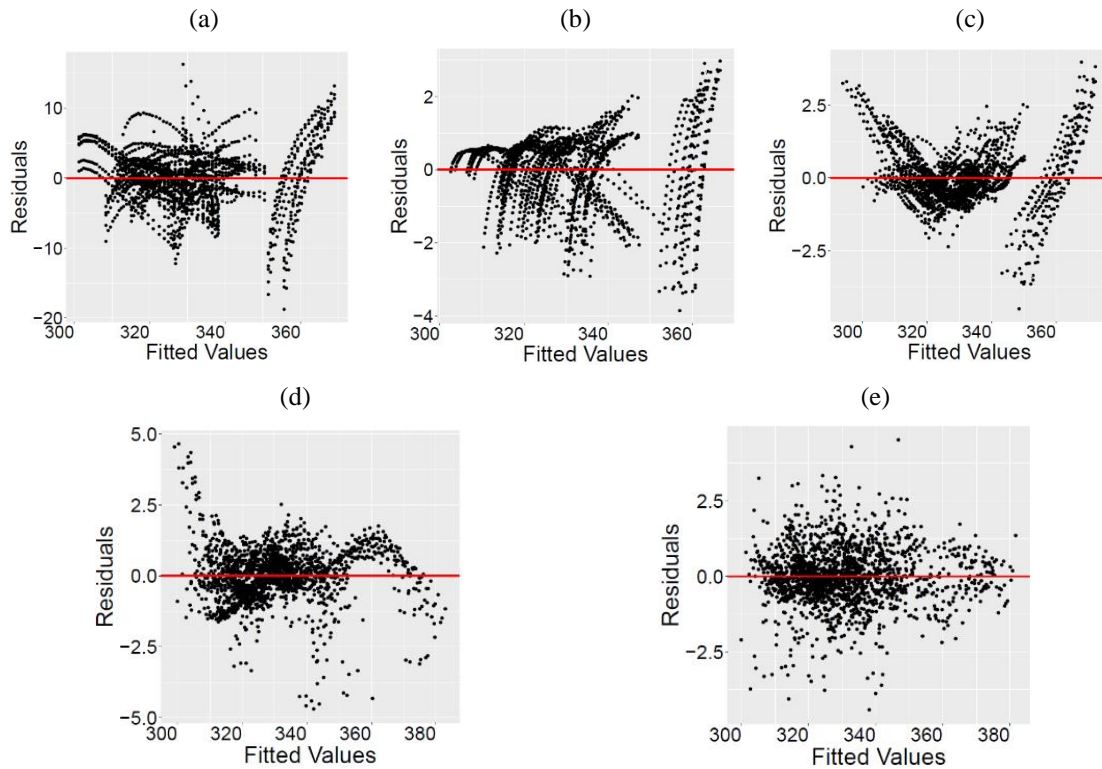 (a) (b) (c)
10
0
−10
−20
Residuals
300 320 340 360
Fitted Values
2
0
−2
−4
Residuals
300 320 340 360
Fitted Values
2.5
0.0
−2.5
Residuals
300 320 340 360
Fitted Values
(d) (e)
5.0
2.5
0.0
−2.5
−5.0
Residuals
300 320 340 360 380
Fitted Values
2.5
0.0
−2.5
Residuals
300 320 340 360 380
Fitted Values